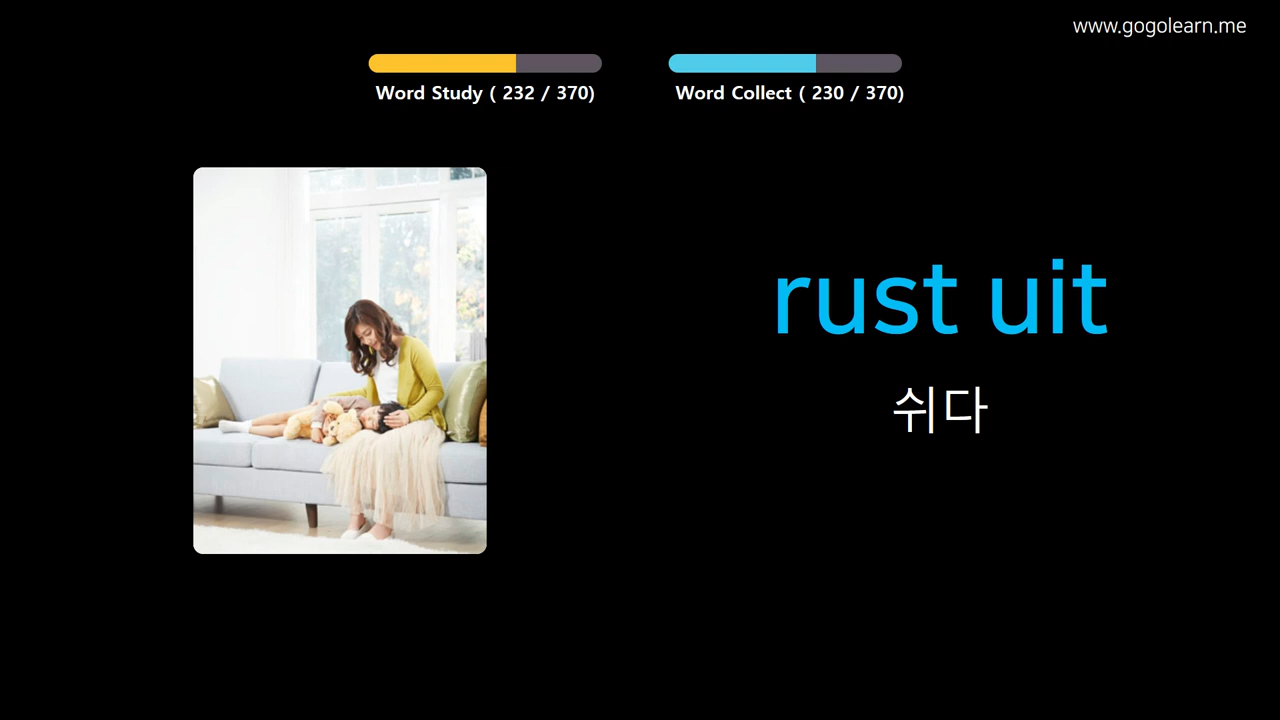 www.gogolearn.me
Word Study ( 232 / 370)
Word Collect ( 230 / 370)
rust uit
쉬다